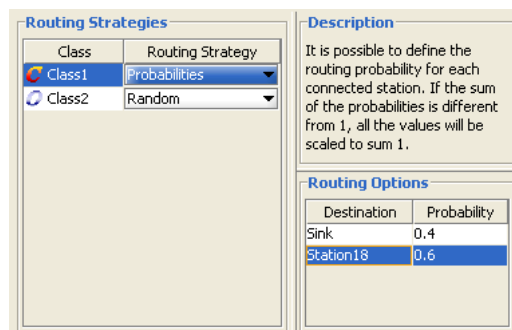 Routing Strategies
Class Routing Strategy
Class1 Probabilities
Class2 Random
Description
It is possible to define the
routing probability for each
connected station. If the sum
of the probabilities is different
from 1, all the values will be
scaled to sum 1.
Routing Options
Destination Probability
Sink 0.4
Station18 0.6